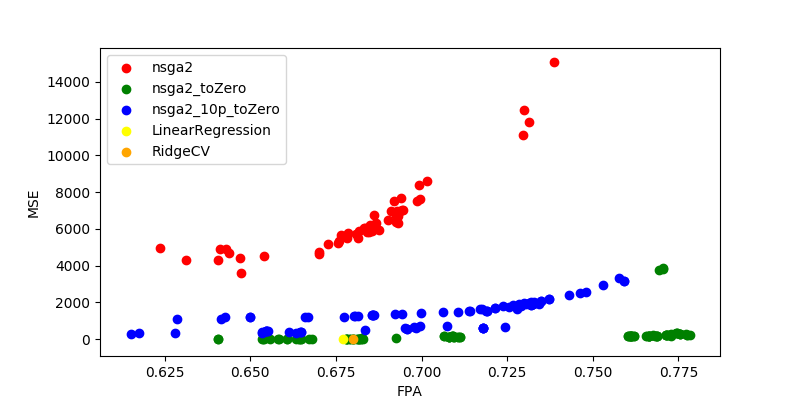 nsga2
nsga2_toZero
nsga2_10p_toZero
LinearRegression
RidgeCV
MSE
14000
12000
10000
8000
6000
4000
2000
0
0.625 0.650 0.675 0.700 0.725 0.750 0.775
FPA